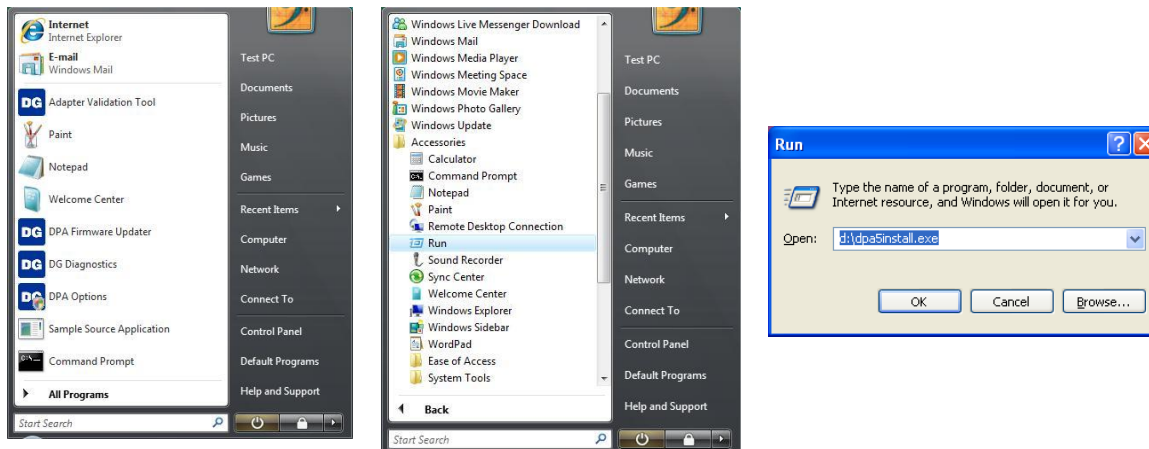 Internet
Internet Explorer
E-mail
Windows Mail
DG Adapter Validation Tool
Paint
Notepad
Welcome Center
DG DPA Firmware Updater
DG DG Diagnostics
DG DPA Options
Sample Source Application
Command Prompt
All Programs
Start Search
Test PC
Documents
Pictures
Music
Games
Recent Items
Computer
Network
Connect To
Control Panel
Default Programs
Help and Support
Windows Live Messenger Download
Windows Mail
Windows Media Player
Windows Meeting Space
Windows Movie Maker
Windows Photo Gallery
Windows Update
Accessories
Calculator
Command Prompt
Notepad
Paint
Remote Desktop Connection
Run
Sound Recorder
Sync Center
Welcome Center
Windows Explorer
Windows Sidebar
WordPad
Ease of Access
System Tools
Back
Start Search
Test PC
Documents
Pictures
Music
Games
Recent Items
Computer
Network
Connect To
Control Panel
Default Programs
Help and Support
Run
Type the name of a program, folder, document, or
Internet resource, and Windows will open it for you.
Open: d:\dpa5install.exe
OK Cancel Browse...